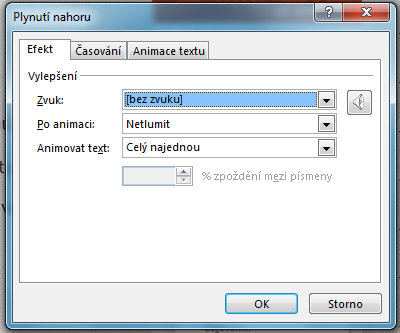 Plynutí nahoru
Efekt Časování Animace textu
Vylepšení
Zvuk: [bez zvuku]
Po animaci: Netlumit
Animovat text: Celý najednou
% zpoždění mezi písmeny
OK Storno